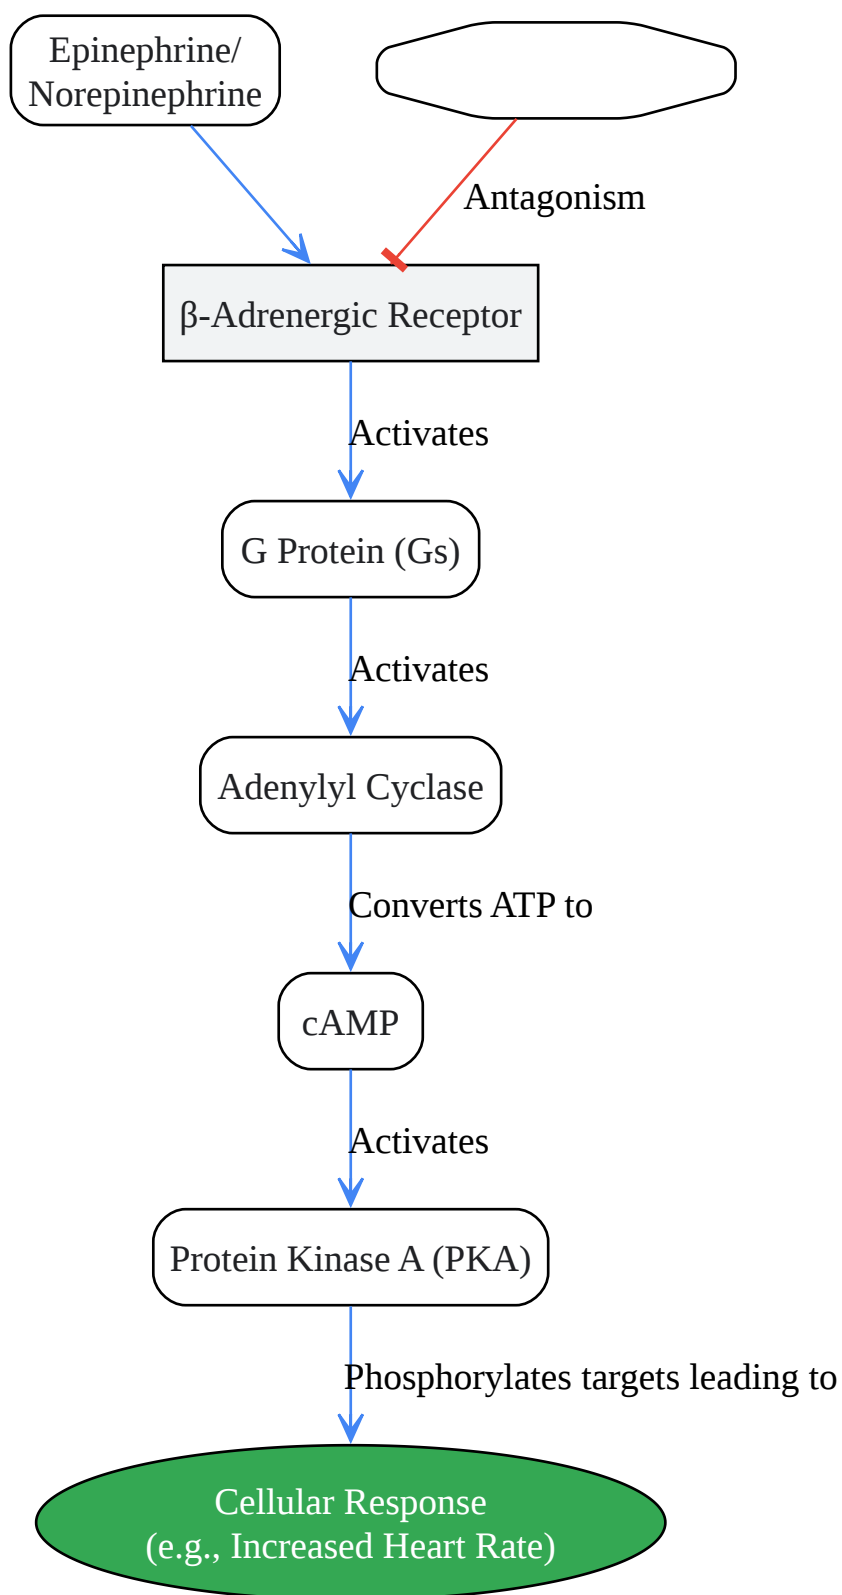 Epinephrine/
Norepinephrine
Antagonism
β-Adrenergic Receptor
Activates
G Protein (Gs)
Activates
Adenylyl Cyclase
Converts ATP to
cAMP
Activates
Protein Kinase A (PKA)
Phosphorylates targets leading to
Cellular Response
(e.g., Increased Heart Rate)